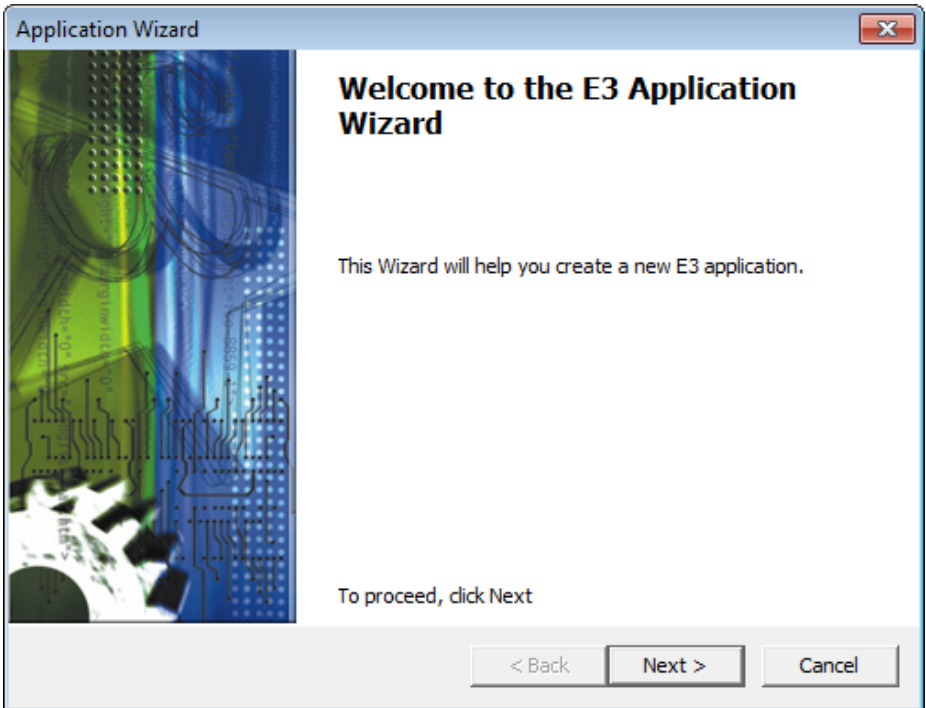 Application Wizard
Welcome to the E3 Application
Wizard
This Wizard will help you create a new E3 application.
To proceed, click Next
< Back
Next >
Cancel